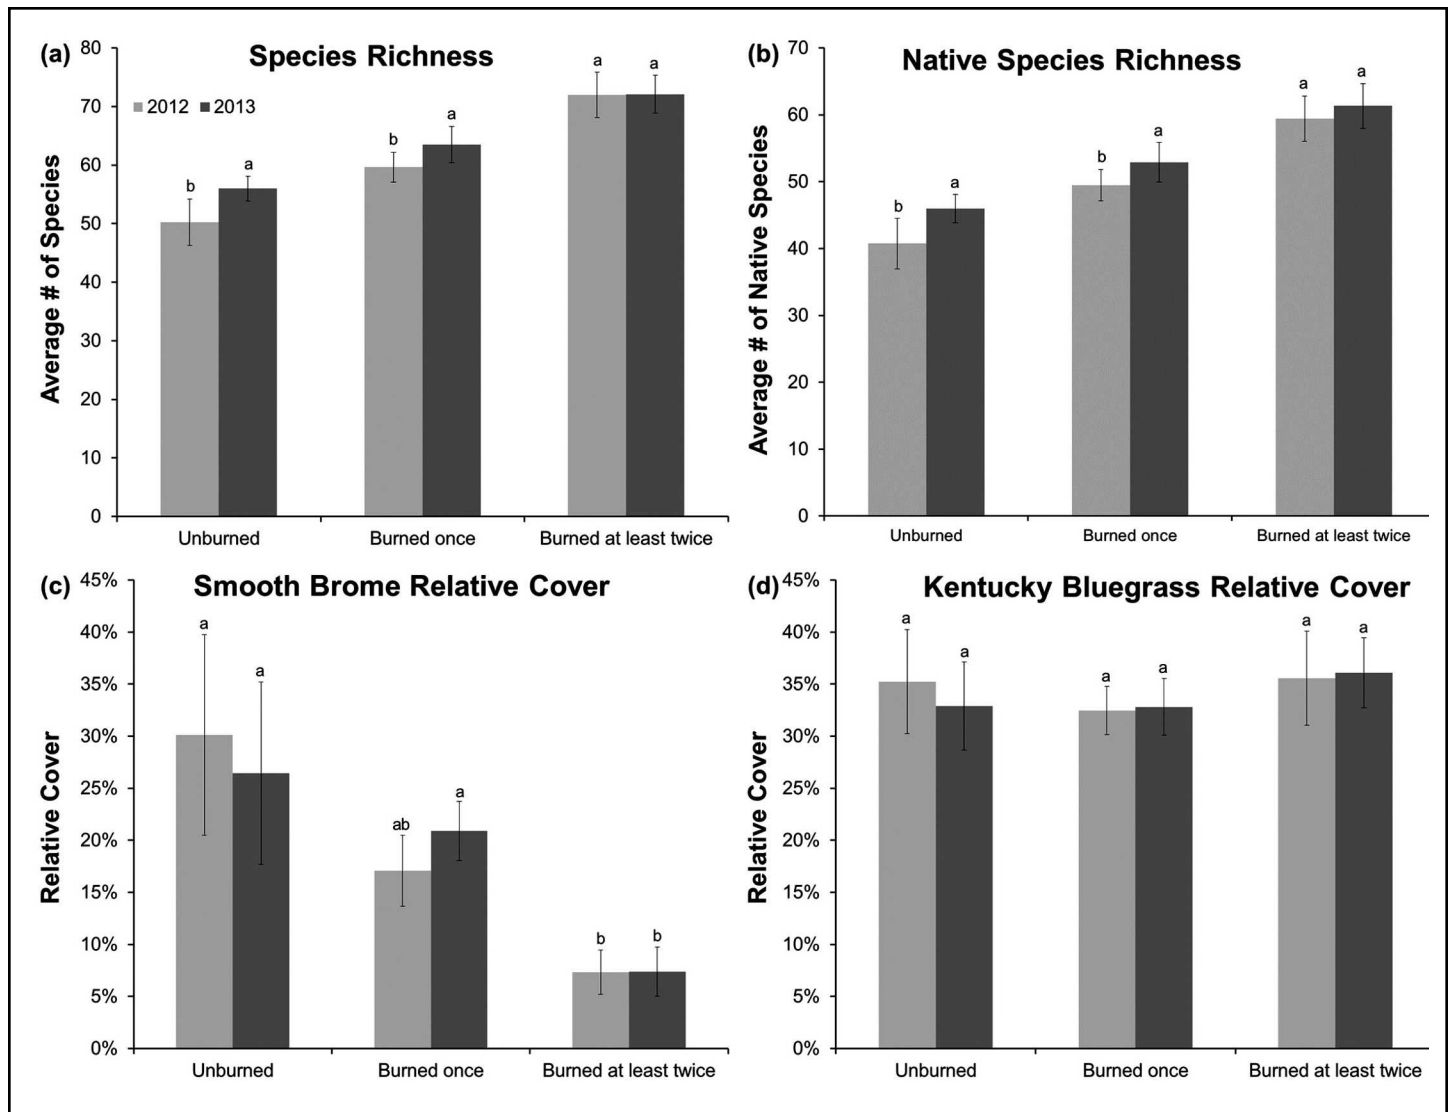 (a)
Species Richness
2012 2013
Average # of Species
80
70
60
50
40
30
20
10
0
b a
b a
a a
Unburned Burned once Burned at least twice
(b)
Native Species Richness
Average # of Native Species
70
60
50
40
30
20
10
0
b a
b a
a a
Unburned Burned once Burned at least twice
(c)
Smooth Brome Relative Cover
Relative Cover
45%
40%
35%
30%
25%
20%
15%
10%
5%
0%
a a
ab a
b b
Unburned Burned once Burned at least twice
(d)
Kentucky Bluegrass Relative Cover
Relative Cover
45%
40%
35%
30%
25%
20%
15%
10%
5%
0%
a a
a a
a a
Unburned Burned once Burned at least twice